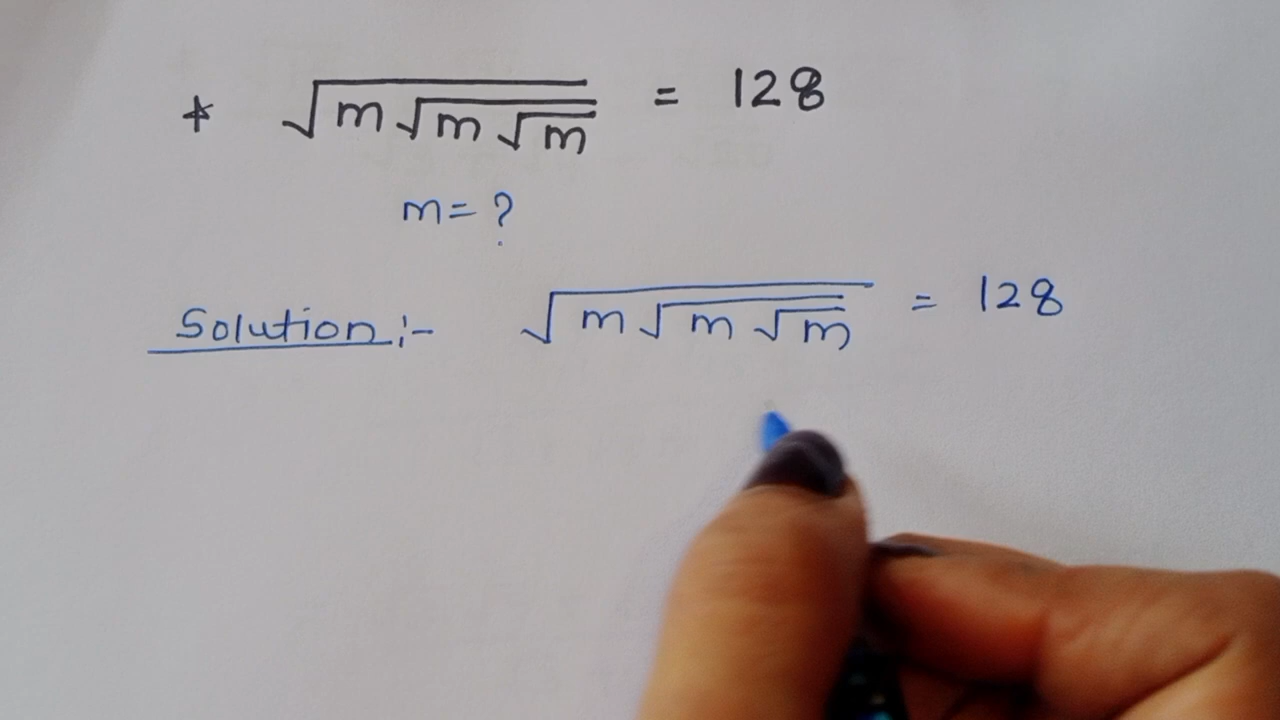 * √(m√(m√m)) = 128
m = ?
Solution :- √(m√(m√m)) = 128